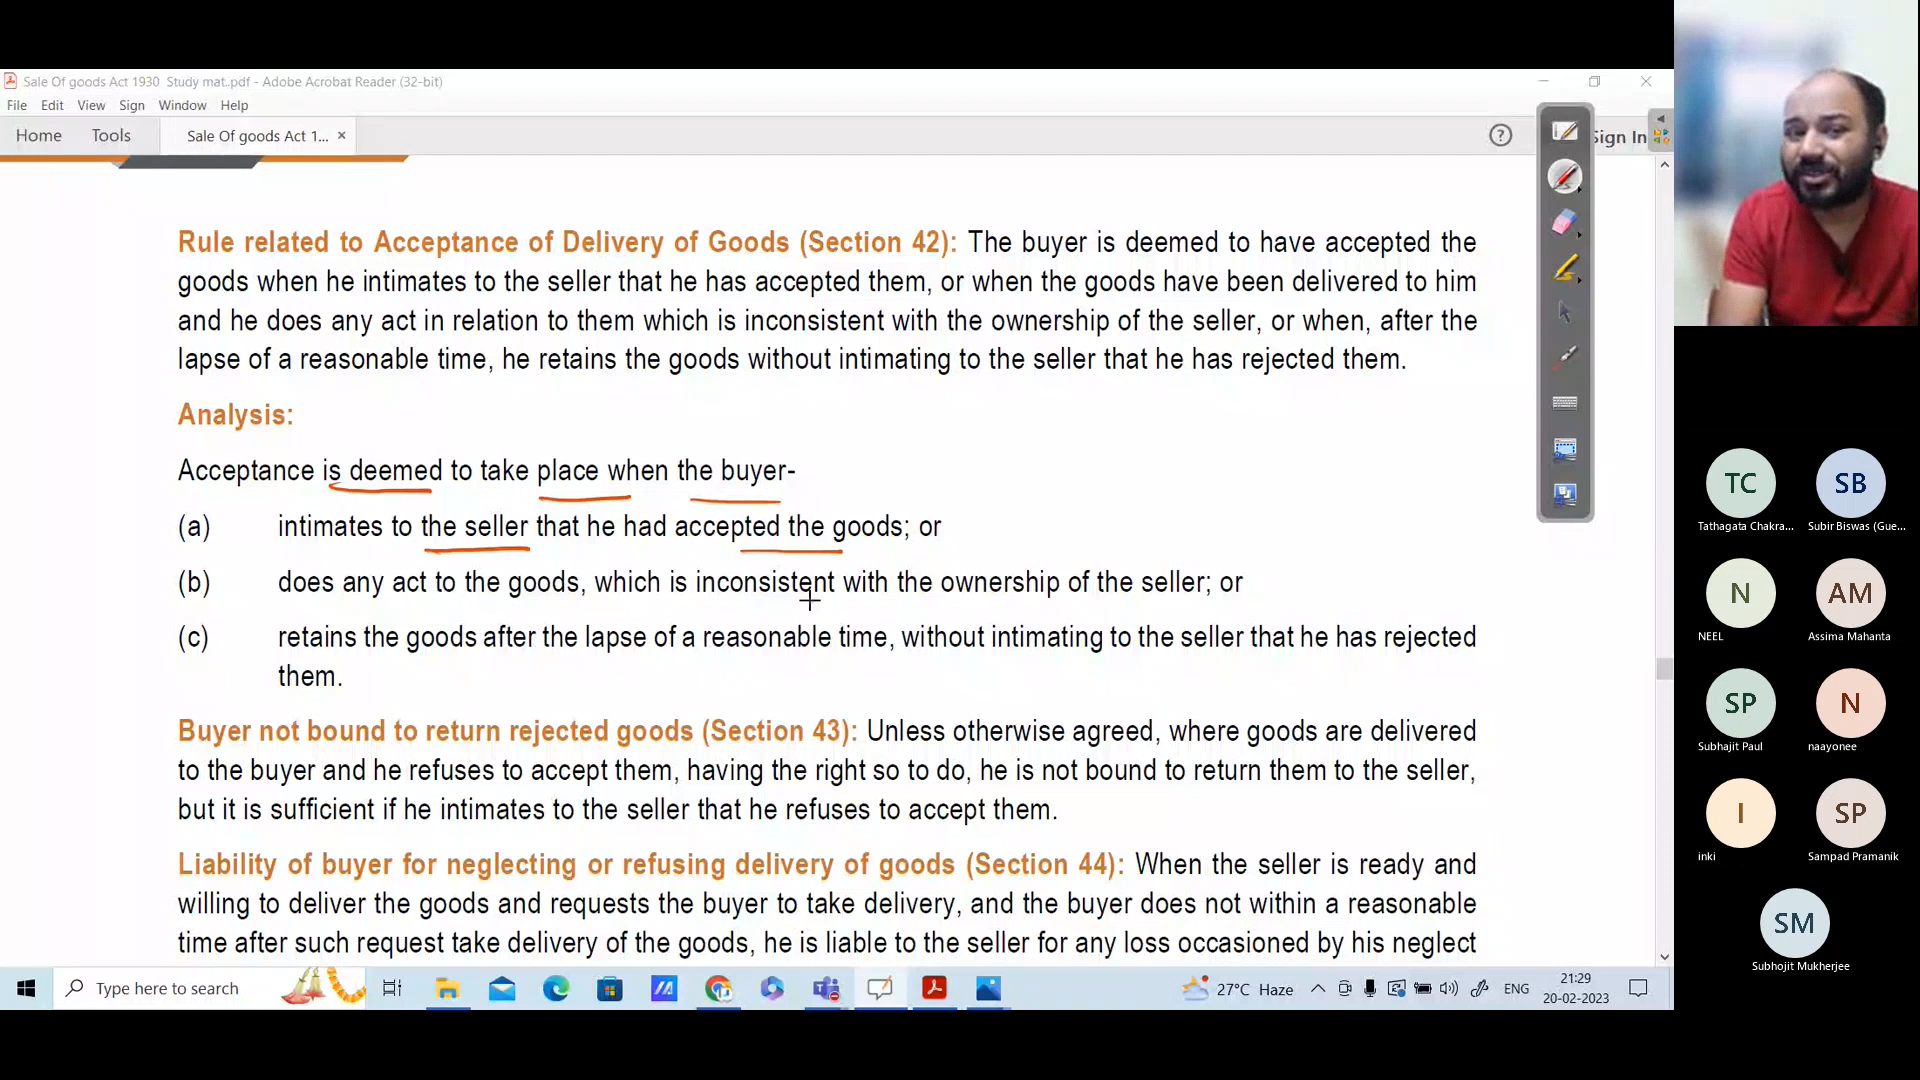 Sale Of goods Act 1930 Study mat..pdf - Adobe Acrobat Reader (32-bit)
File Edit View Sign Window Help
Home Tools Sale Of goods Act 1... × Sign In
Rule related to Acceptance of Delivery of Goods (Section 42): The buyer is deemed to have accepted the
goods when he intimates to the seller that he has accepted them, or when the goods have been delivered to him
and he does any act in relation to them which is inconsistent with the ownership of the seller, or when, after the
lapse of a reasonable time, he retains the goods without intimating to the seller that he has rejected them.
Analysis:
Acceptance is deemed to take place when the buyer-
(a) intimates to the seller that he had accepted the goods; or
(b) does any act to the goods, which is inconsistent with the ownership of the seller; or
(c) retains the goods after the lapse of a reasonable time, without intimating to the seller that he has rejected
them.
Buyer not bound to return rejected goods (Section 43): Unless otherwise agreed, where goods are delivered
to the buyer and he refuses to accept them, having the right so to do, he is not bound to return them to the seller,
but it is sufficient if he intimates to the seller that he refuses to accept them.
Liability of buyer for neglecting or refusing delivery of goods (Section 44): When the seller is ready and
willing to deliver the goods and requests the buyer to take delivery, and the buyer does not within a reasonable
time after such request take delivery of the goods, he is liable to the seller for any loss occasioned by his neglect
Type here to search
27°C Haze
ENG
21:29
20-02-2023
TC SB
Tathagata Chakra... Subir Biswas (Gue...
N AM
NEEL Assima Mahanta
SP N
Subhajit Paul naayonee
I SP
inki Sampad Pramanik
SM
Subhojit Mukherjee